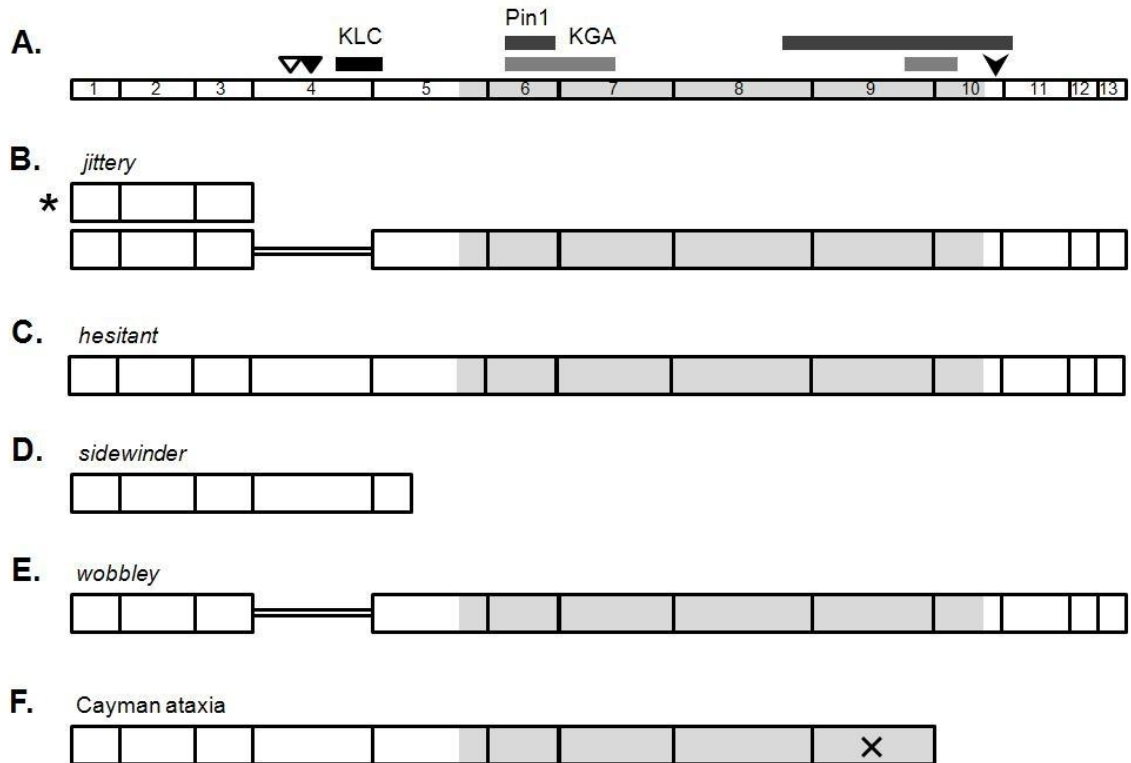 Pin1
A. KLC KGA
1 2 3 4 5 6 7 8 9 10 11 12 13
B. jittery
*
C. hesitant
D. sidewinder
E. wobbley
F. Cayman ataxia
×